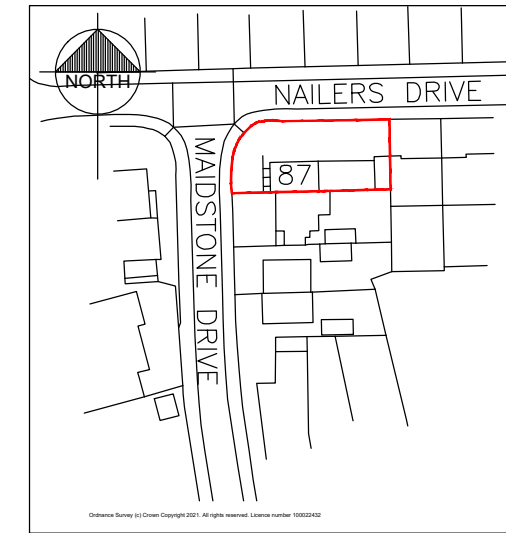 NORTH
NAILERS DRIVE
MAIDSTONE DRIVE
87
Ordnance Survey (c) Crown Copyright 2021. All rights reserved. Licence number 100022432